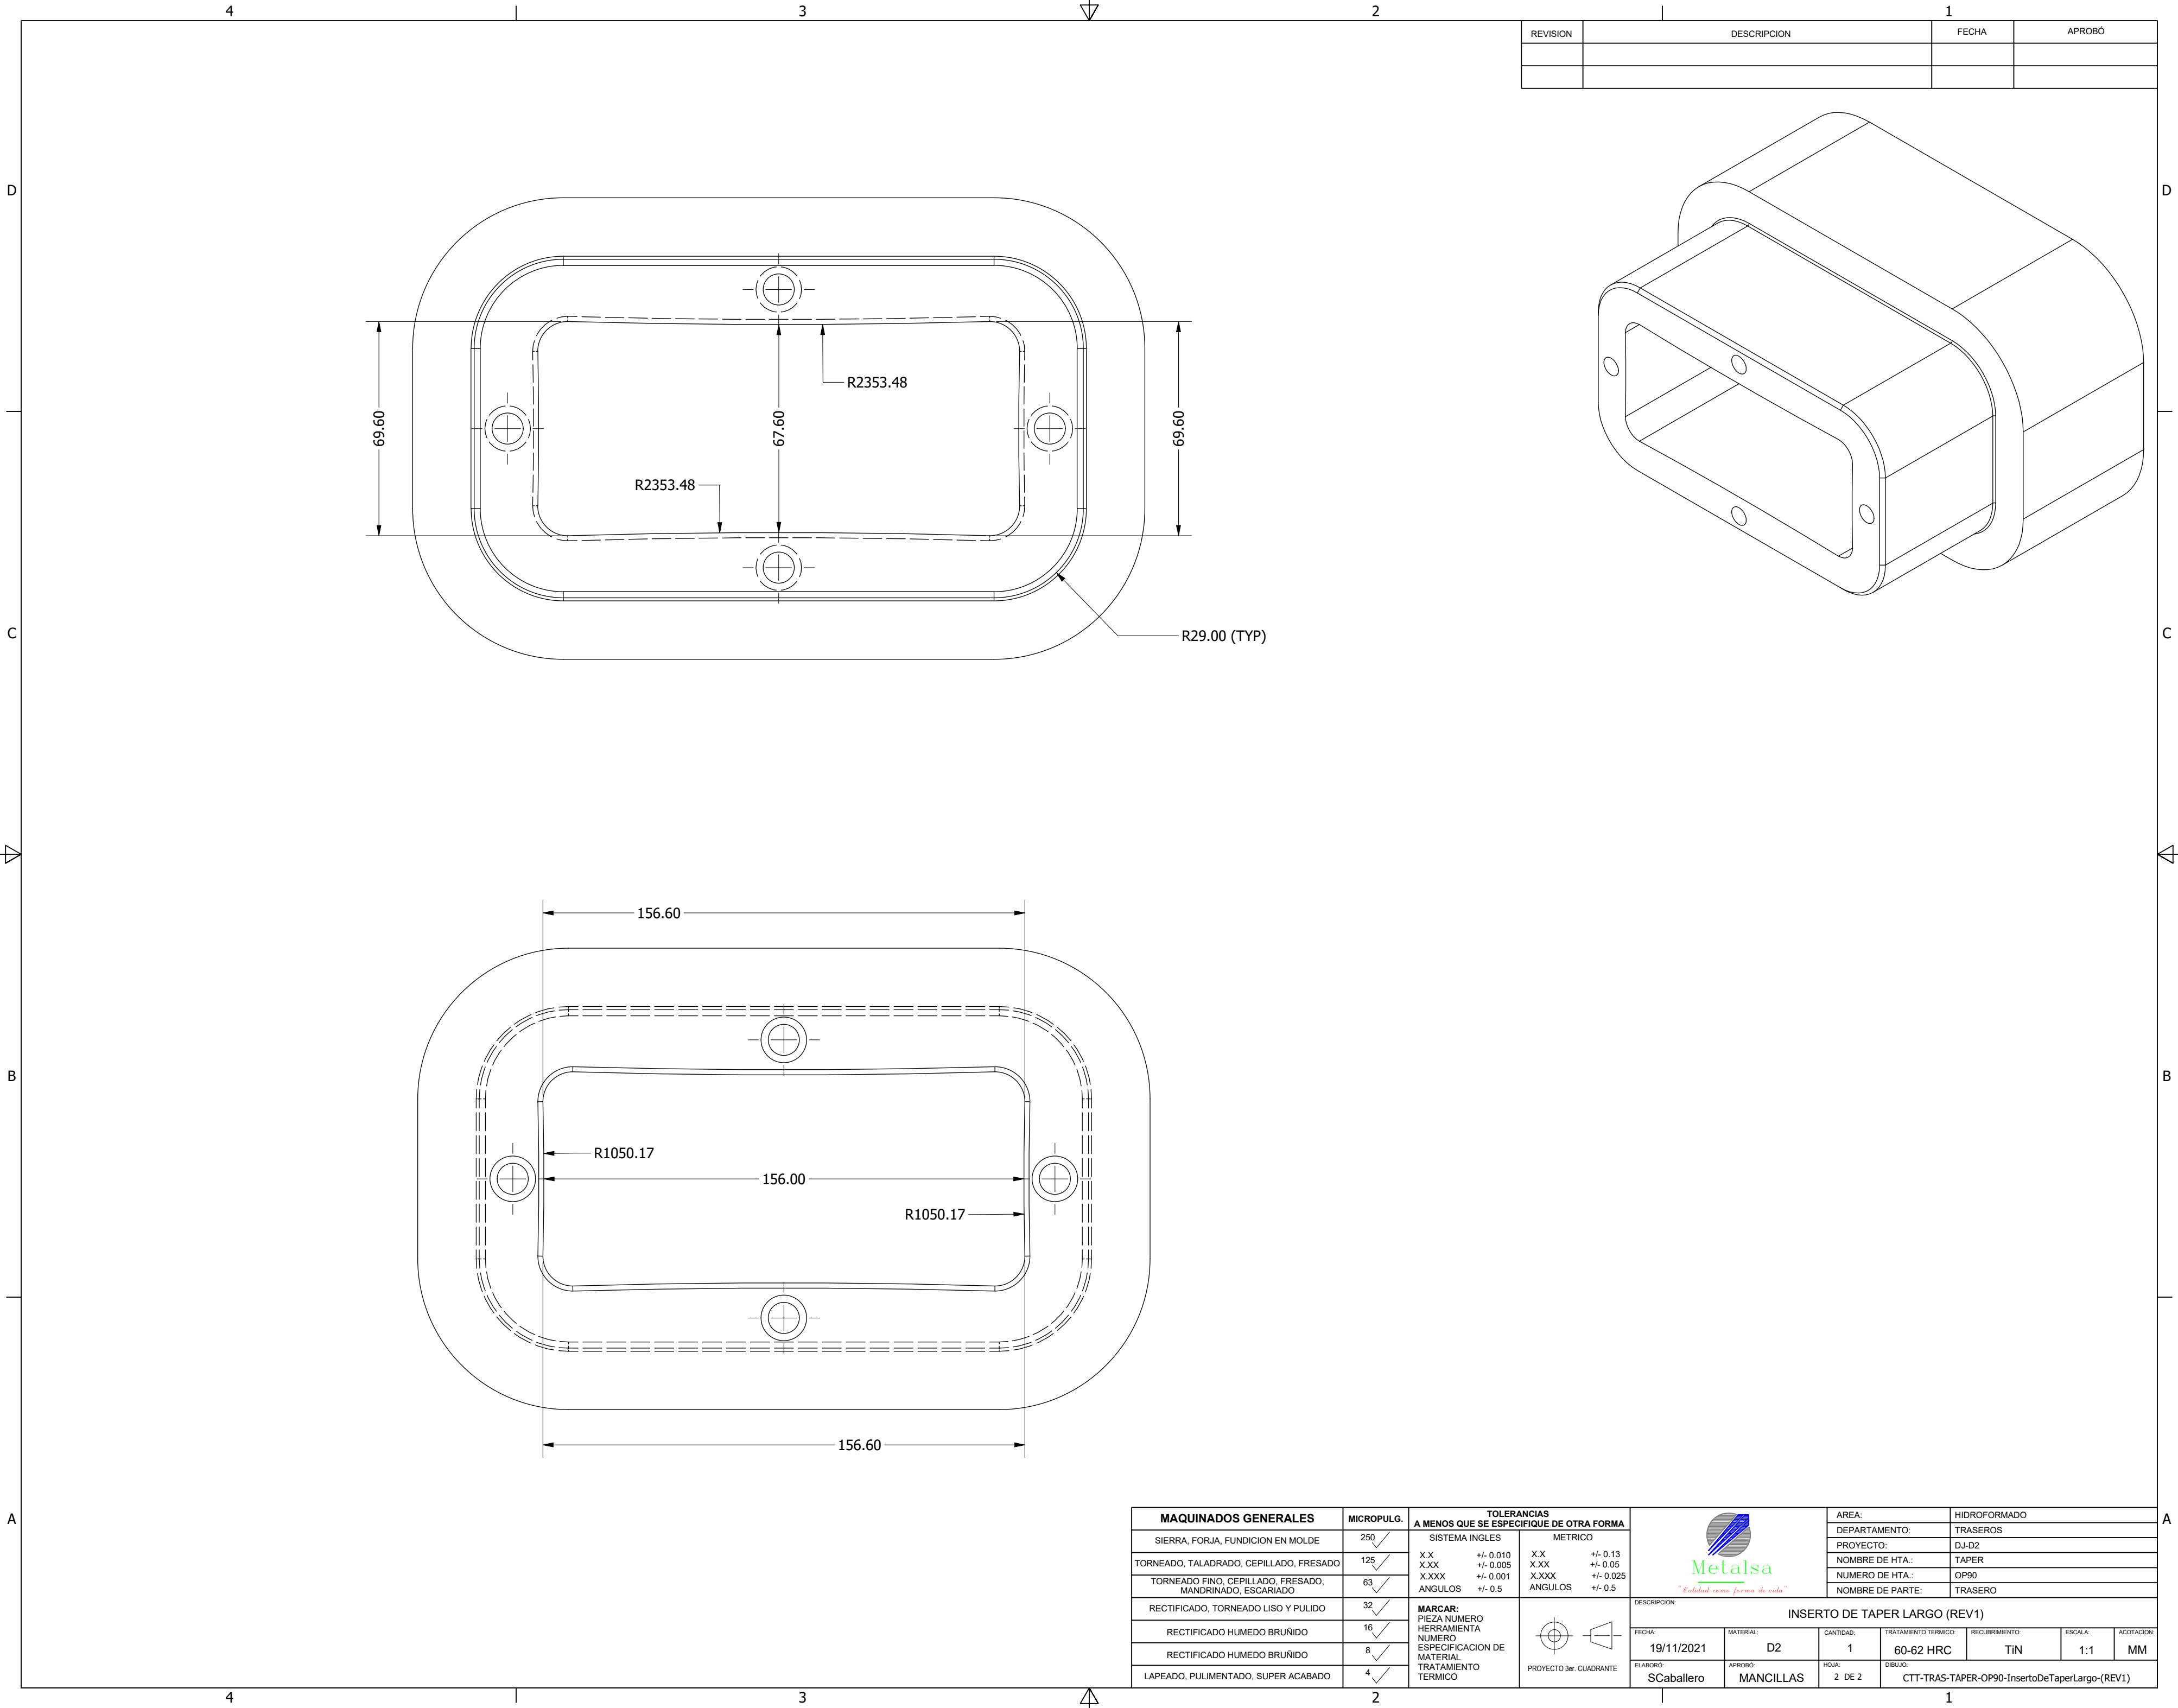 4 3 2 1
REVISION DESCRIPCION FECHA APROBÓ
D D
69.60 67.60 R2353.48 69.60
R2353.48
R29.00 (TYP)
C C
156.60
B B
R1050.17
156.00
R1050.17
156.60
A A
MAQUINADOS GENERALES MICROPULG.
SIERRA, FORJA, FUNDICION EN MOLDE 250
TORNEADO, TALADRADO, CEPILLADO, FRESADO 125
TORNEADO FINO, CEPILLADO, FRESADO,
MANDRINADO, ESCARIADO 63
RECTIFICADO, TORNEADO LISO Y PULIDO 32
RECTIFICADO HUMEDO BRUÑIDO 16
RECTIFICADO HUMEDO BRUÑIDO 8
LAPEADO, PULIMENTADO, SUPER ACABADO 4
TOLERANCIAS
A MENOS QUE SE ESPECIFIQUE DE OTRA FORMA
SISTEMA INGLES METRICO
X.X +/- 0.010 X.X +/- 0.13
X.XX +/- 0.005 X.XX +/- 0.05
X.XXX +/- 0.001 X.XXX +/- 0.025
ANGULOS +/- 0.5 ANGULOS +/- 0.5
MARCAR:
PIEZA NUMERO
HERRAMIENTA
NUMERO
ESPECIFICACION DE
MATERIAL
TRATAMIENTO
TERMICO
PROYECTO 3er. CUADRANTE
Metalsa
"Calidad como forma de vida"
AREA: HIDROFORMADO
DEPARTAMENTO: TRASEROS
PROYECTO: DJ-D2
NOMBRE DE HTA.: TAPER
NUMERO DE HTA.: OP90
NOMBRE DE PARTE: TRASERO
DESCRIPCION:
INSERTO DE TAPER LARGO (REV1)
FECHA: MATERIAL: CANTIDAD: TRATAMIENTO TERMICO: RECUBRIMIENTO: ESCALA: ACOTACION:
19/11/2021 D2 1 60-62 HRC TiN 1:1 MM
ELABORÓ: APROBÓ: HOJA: DIBUJO:
SCaballero MANCILLAS 2 DE 2 CTT-TRAS-TAPER-OP90-InsertoDeTaperLargo-(REV1)
4 3 2 1